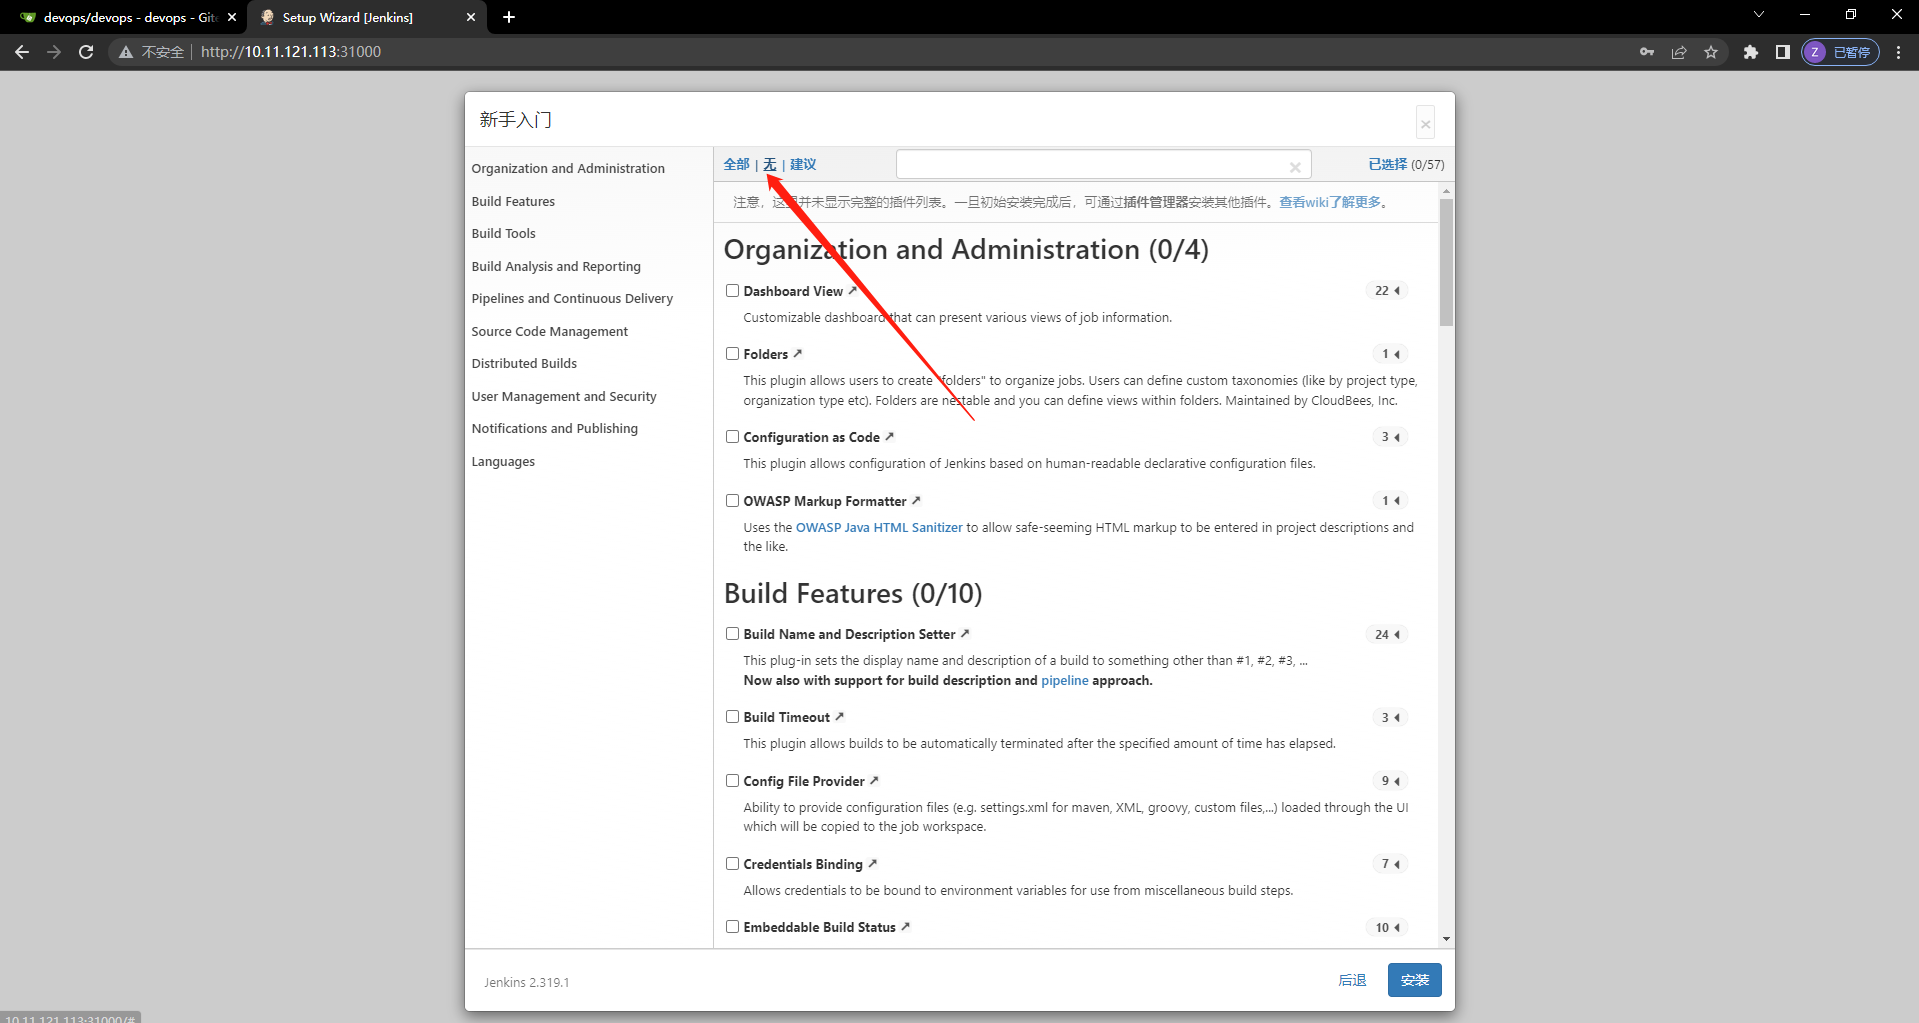 devops/devops - devops - Gite
Setup Wizard [Jenkins]
不安全 | http://10.11.121.113:31000
Z 已暂停
新手入门
Organization and Administration
Build Features
Build Tools
Build Analysis and Reporting
Pipelines and Continuous Delivery
Source Code Management
Distributed Builds
User Management and Security
Notifications and Publishing
Languages
全部 | 无 | 建议
已选择 (0/57)
注意，这里并未显示完整的插件列表。一旦初始安装完成后，可通过插件管理器安装其他插件。查看wiki了解更多。
Organization and Administration (0/4)
Dashboard View 22
Customizable dashboard that can present various views of job information.
Folders 1
This plugin allows users to create "folders" to organize jobs. Users can define custom taxonomies (like by project type,
organization type etc). Folders are nestable and you can define views within folders. Maintained by CloudBees, Inc.
Configuration as Code 3
This plugin allows configuration of Jenkins based on human-readable declarative configuration files.
OWASP Markup Formatter 1
Uses the OWASP Java HTML Sanitizer to allow safe-seeming HTML markup to be entered in project descriptions and
the like.
Build Features (0/10)
Build Name and Description Setter 24
This plug-in sets the display name and description of a build to something other than #1, #2, #3, ...
Now also with support for build description and pipeline approach.
Build Timeout 3
This plugin allows builds to be automatically terminated after the specified amount of time has elapsed.
Config File Provider 9
Ability to provide configuration files (e.g. settings.xml for maven, XML, groovy, custom files,...) loaded through the UI
which will be copied to the job workspace.
Credentials Binding 7
Allows credentials to be bound to environment variables for use from miscellaneous build steps.
Embeddable Build Status 10
Jenkins 2.319.1
后退
安装
10.11.121.113:31000/#